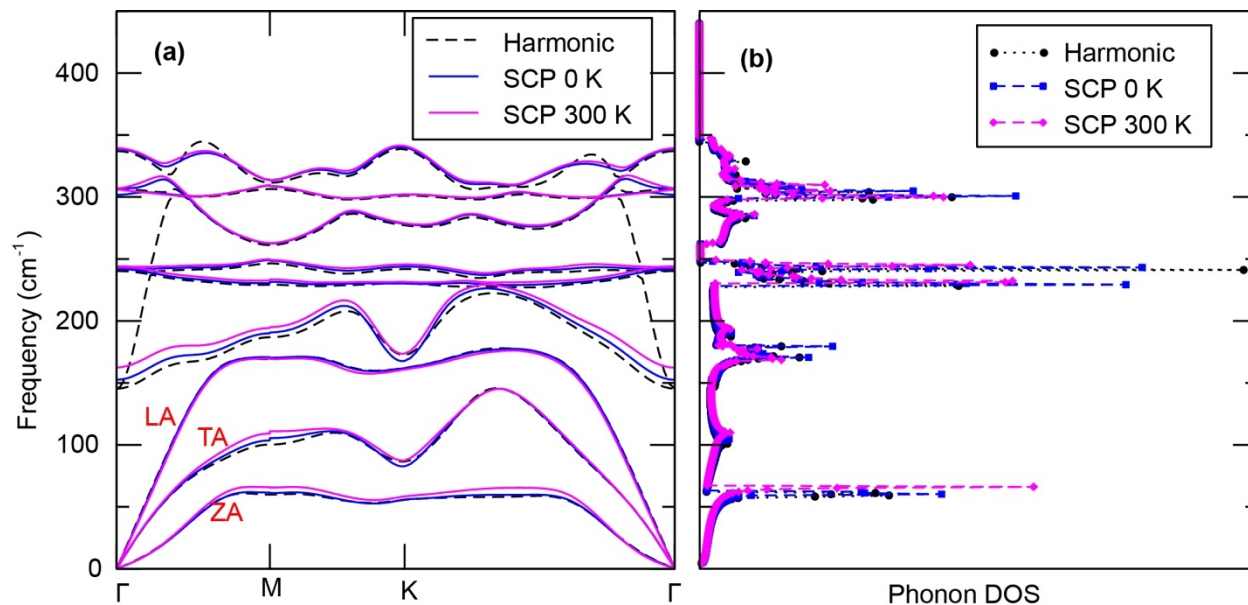 (a)
Harmonic
SCP 0 K
SCP 300 K
(b)
Harmonic
SCP 0 K
SCP 300 K
400
300
200
100
0
Frequency (cm-1)
LA
TA
ZA
Γ
M
K
Γ
Phonon DOS